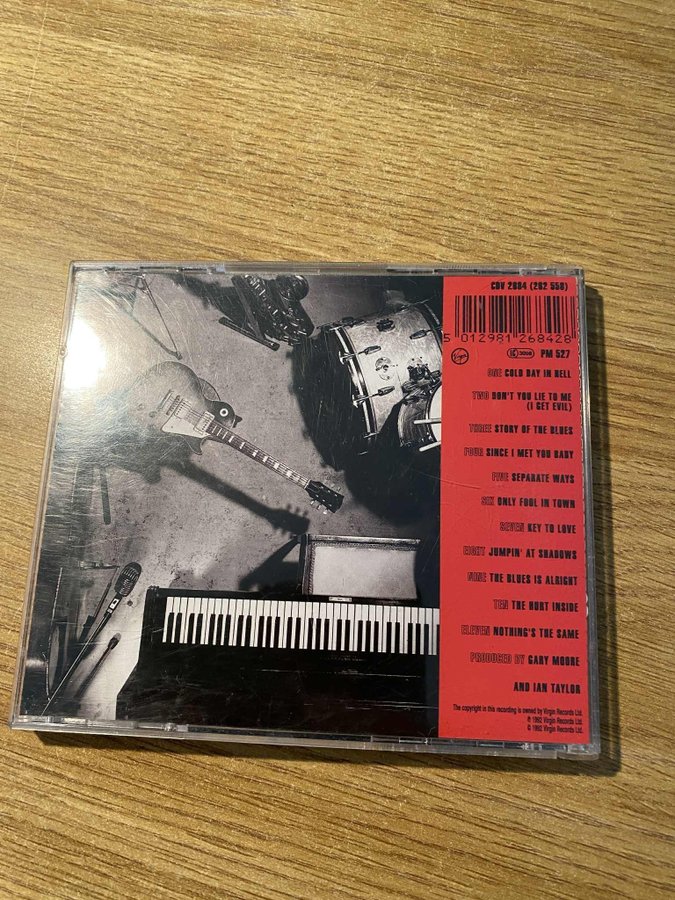 CDV 2684 (262 558)
5 012981 268428
Virgin
LC 3098 PM 527
ONE COLD DAY IN HELL
TWO DON'T YOU LIE TO ME
(I GET EVIL)
THREE STORY OF THE BLUES
FOUR SINCE I MET YOU BABY
FIVE SEPARATE WAYS
SIX ONLY FOOL IN TOWN
SEVEN KEY TO LOVE
EIGHT JUMPIN' AT SHADOWS
NINE THE BLUES IS ALRIGHT
TEN THE HURT INSIDE
ELEVEN NOTHING'S THE SAME
PRODUCED BY GARY MOORE
AND IAN TAYLOR
The copyright in this recording is owned by Virgin Records Ltd.
℗ 1992 Virgin Records Ltd.
© 1992 Virgin Records Ltd.